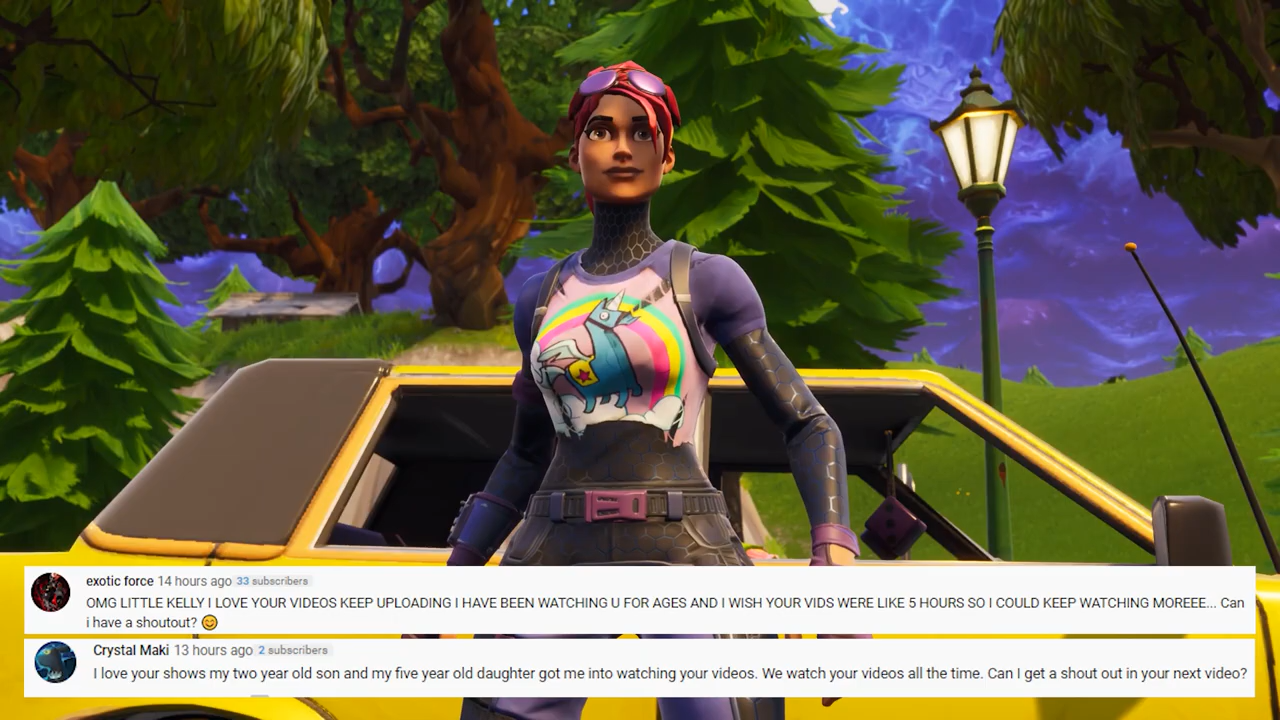 exotic force 14 hours ago 33 subscribers
OMG LITTLE KELLY I LOVE YOUR VIDEOS KEEP UPLOADING I HAVE BEEN WATCHING U FOR AGES AND I WISH YOUR VIDS WERE LIKE 5 HOURS SO I COULD KEEP WATCHING MOREEE... Can
i have a shoutout? 😊
Crystal Maki 13 hours ago 2 subscribers
I love your shows my two year old son and my five year old daughter got me into watching your videos. We watch your videos all the time. Can I get a shout out in your next video?